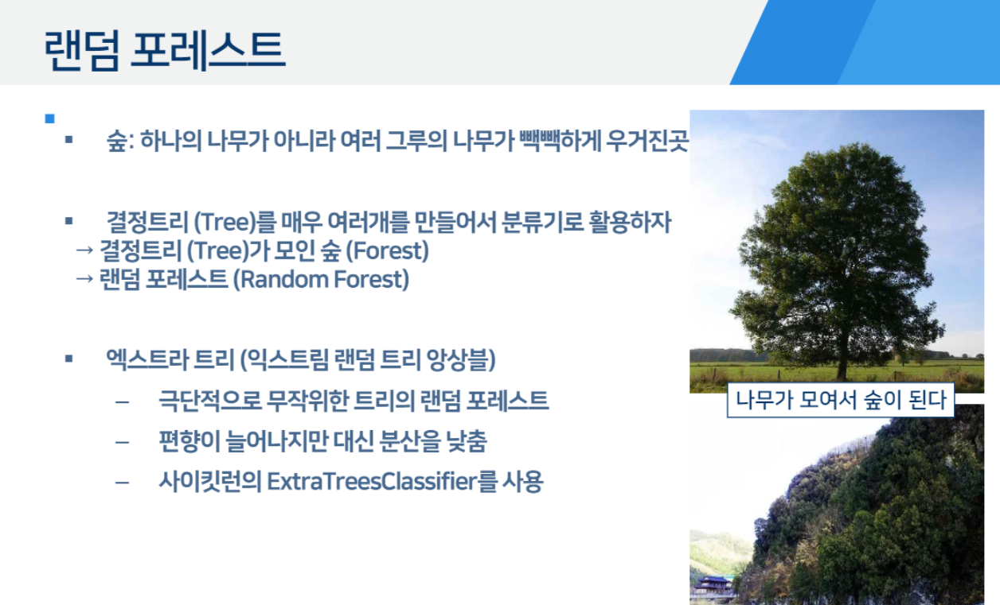 랜덤 포레스트
▪ 숲: 하나의 나무가 아니라 여러 그루의 나무가 빽빽하게 우거진곳
▪ 결정트리 (Tree)를 매우 여러개를 만들어서 분류기로 활용하자
→ 결정트리 (Tree)가 모인 숲 (Forest)
→ 랜덤 포레스트 (Random Forest)
▪ 엑스트라 트리 (익스트림 랜덤 트리 앙상블)
– 극단적으로 무작위한 트리의 랜덤 포레스트
– 편향이 늘어나지만 대신 분산을 낮춤
– 사이킷런의 ExtraTreesClassifier를 사용
나무가 모여서 숲이 된다